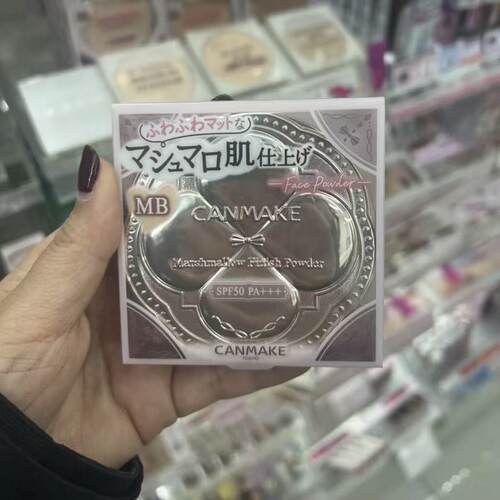 ふわふわマットな
マシュマロ肌仕上げ
Face Powder
MB
CANMAKE
Marshmallow Finish Powder
SPF50 PA+++
CANMAKE
TOKYO